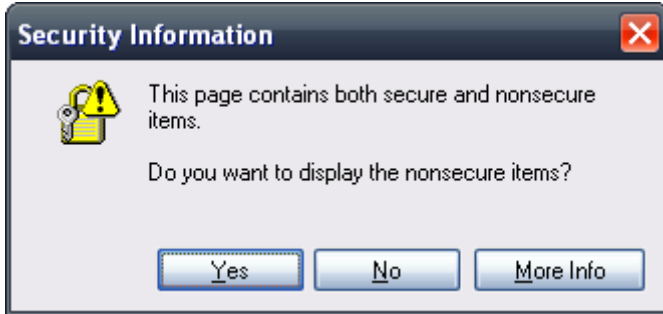 Security Information
This page contains both secure and nonsecure
items.
Do you want to display the nonsecure items?
Yes
No
More Info